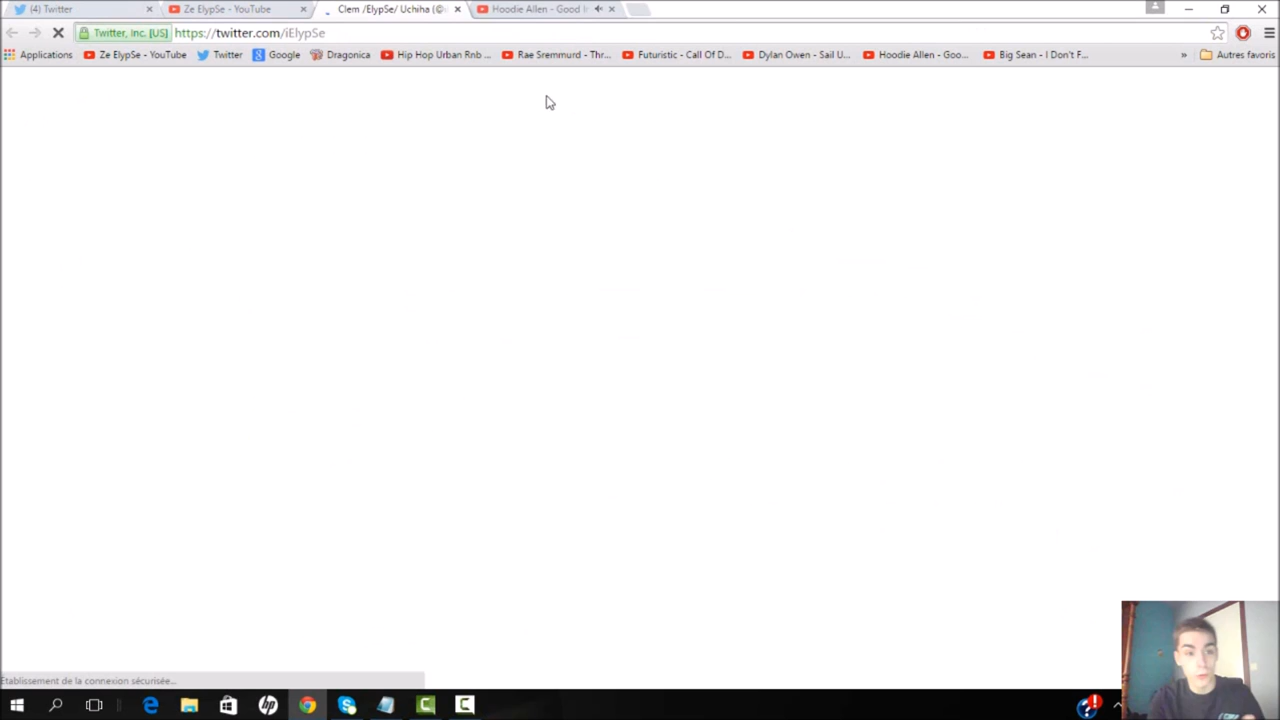 (4) Twitter Ze ElypSe - YouTube Clem /ElypSe/ Uchiha (@ Hoodie Allen - Good I
Twitter, Inc. [US] https://twitter.com/iElypSe
Applications Ze ElypSe - YouTube Twitter Google Dragonica Hip Hop Urban Rnb ... Rae Sremmurd - Thr... Futuristic - Call Of D... Dylan Owen - Sail U... Hoodie Allen - Goo... Big Sean - I Don't F... » Autres favoris
Établissement de la connexion sécurisée...